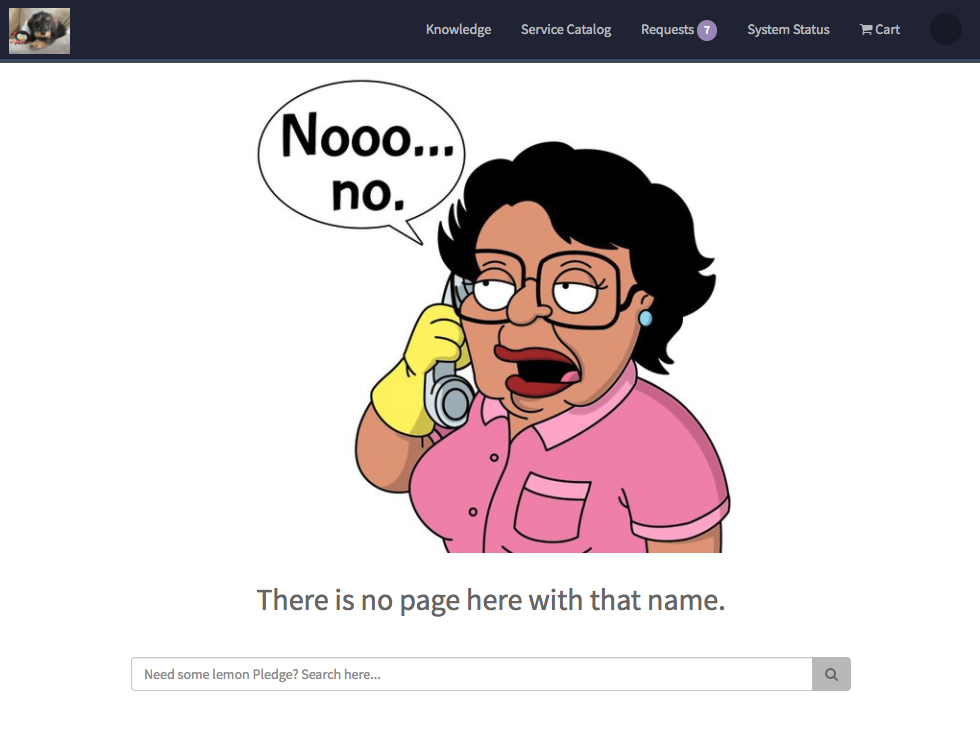 Knowledge Service Catalog Requests 7 System Status Cart
Nooo...
no.
There is no page here with that name.
Need some lemon Pledge? Search here...